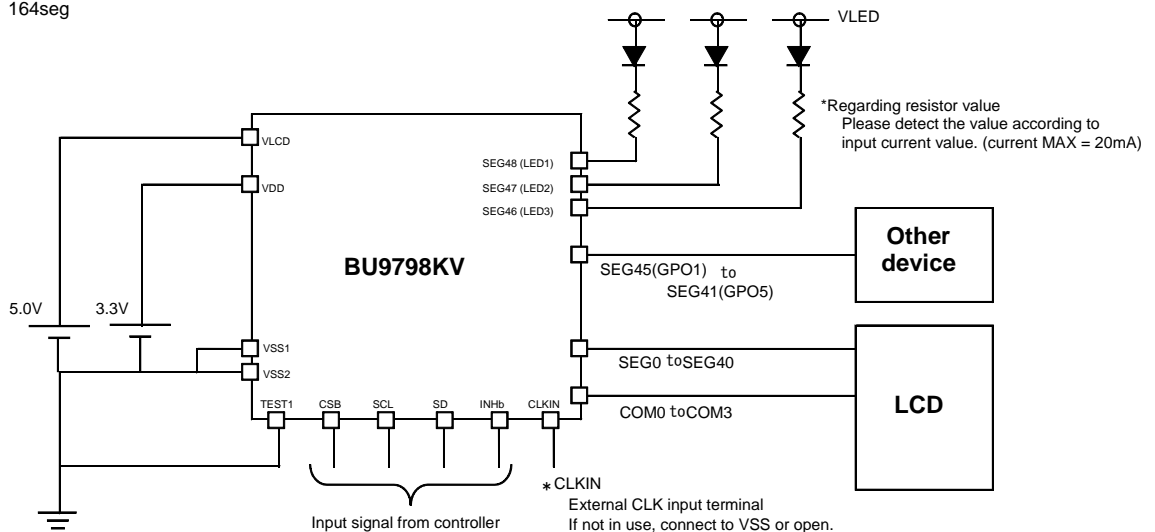 164seg
VLED
*Regarding resistor value
Please detect the value according to
input current value. (current MAX = 20mA)
VLCD
VDD
SEG48 (LED1)
SEG47 (LED2)
SEG46 (LED3)
BU9798KV
Other
device
SEG45(GPO1) to
SEG41(GPO5)
5.0V
3.3V
VSS1
VSS2
SEG0 toSEG40
COM0 toCOM3
LCD
TEST1
CSB
SCL
SD
INHb
CLKIN
*CLKIN
External CLK input terminal
If not in use, connect to VSS or open.
Input signal from controller